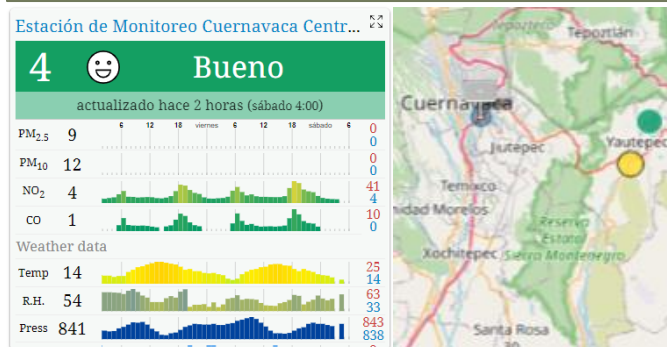 Estación de Monitoreo Cuernavaca Centr...
4 Bueno
actualizado hace 2 horas (sábado 4:00)
6 12 18 viernes 6 12 18 sábado 6
PM2.5 9 0 0
PM10 12 0 0
NO2 4 41 4
CO 1 10 0
Weather data
Temp 14 25 14
R.H. 54 63 33
Press 841 843 838
Tepoztlán
Cuernavaca
Jiutepec
Yautepec
Temixco
nidad Morelos
Reserva
Estatal
Xochitepec
Sierra Montenegro
Santa Rosa
30